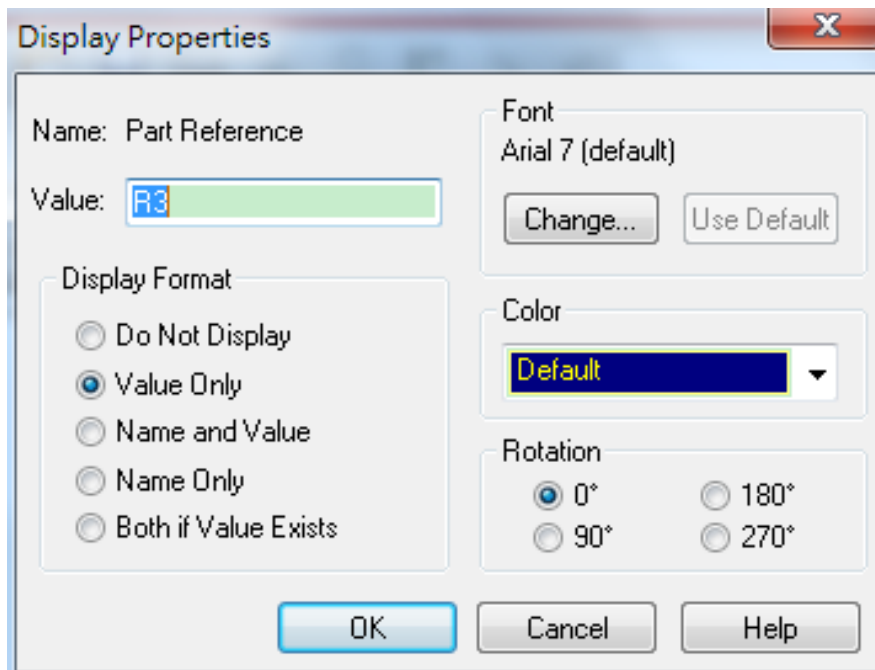 Display Properties
Name: Part Reference
Value: R3
Display Format
Do Not Display
Value Only
Name and Value
Name Only
Both if Value Exists
Font
Arial 7 (default)
Change... Use Default
Color
Default
Rotation
0° 180°
90° 270°
OK Cancel Help